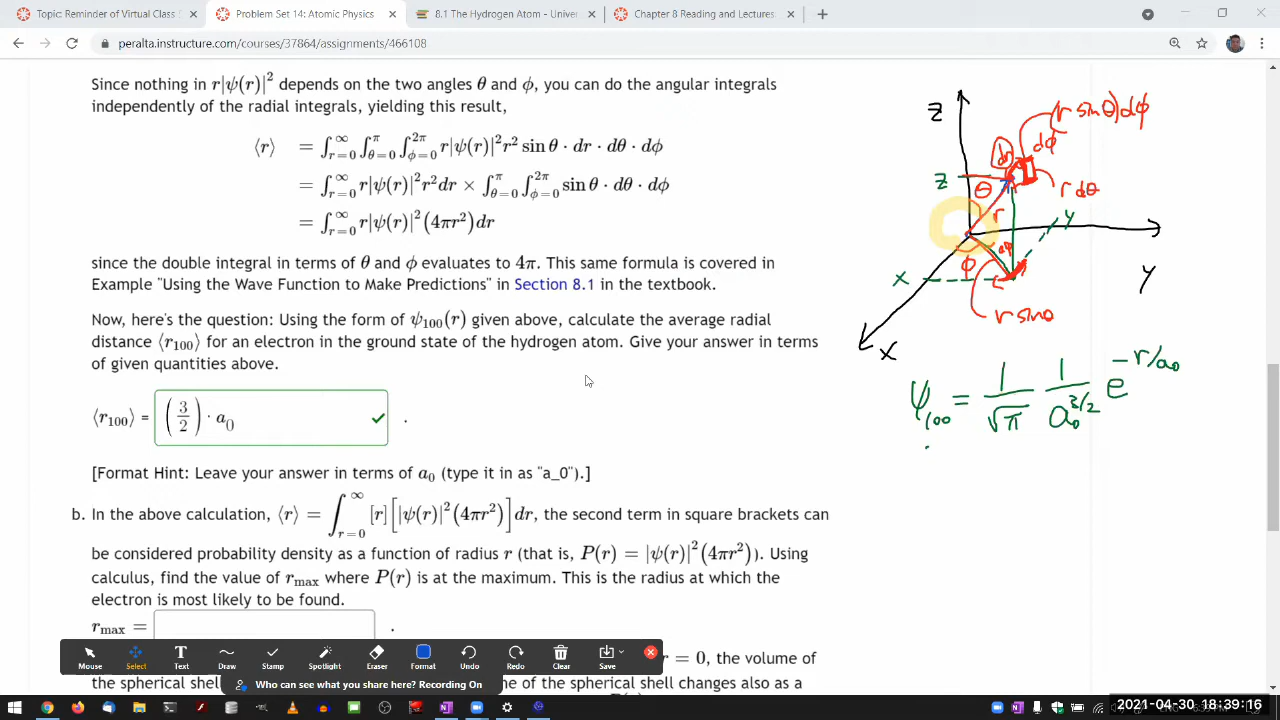 Reminder of Virtual Class C
Problem Set 14: Atomic Physics
8.1 The Hydrogen Atom - Univer
Chapter 8 Reading and Lectures:
peralta.instructure.com/courses/37864/assignments/466108
Since nothing in r|ψ(r)|² depends on the two angles θ and ϕ, you can do the angular integrals
independently of the radial integrals, yielding this result,
⟨r⟩ = ∫_{r=0}^{∞} ∫_{θ=0}^{π} ∫_{ϕ=0}^{2π} r|ψ(r)|² r² sin θ · dr · dθ · dϕ
= ∫_{r=0}^{∞} r|ψ(r)|² r² dr × ∫_{θ=0}^{π} ∫_{ϕ=0}^{2π} sin θ · dθ · dϕ
= ∫_{r=0}^{∞} r|ψ(r)|² (4πr²) dr
since the double integral in terms of θ and ϕ evaluates to 4π. This same formula is covered in
Example "Using the Wave Function to Make Predictions" in Section 8.1 in the textbook.
Now, here's the question: Using the form of ψ₁₀₀(r) given above, calculate the average radial
distance ⟨r₁₀₀⟩ for an electron in the ground state of the hydrogen atom. Give your answer in terms
of given quantities above.
⟨r₁₀₀⟩ = (3/2) · a₀ .
[Format Hint: Leave your answer in terms of a₀ (type it in as "a_0").]
b. In the above calculation, ⟨r⟩ = ∫_{r=0}^{∞} [r][|ψ(r)|² (4πr²)] dr, the second term in square brackets can
be considered probability density as a function of radius r (that is, P(r) = |ψ(r)|² (4πr²)). Using
calculus, find the value of r_max where P(r) is at the maximum. This is the radius at which the
electron is most likely to be found.
r_max = .
r = 0, the volume of
the spherical shell
me of the spherical shell changes also as a
Z
r sinθ)dϕ
dr
dϕ
z
θ
r dθ
r
y
dϕ
ϕ
x
Y
r sinθ
X
ψ₁₀₀ = 1/√π 1/a₀^{3/2} e^{-r/a₀}
Mouse
Select
Text
Draw
Stamp
Spotlight
Eraser
Format
Undo
Redo
Clear
Save
Who can see what you share here? Recording On
2021-04-30 18:39:16